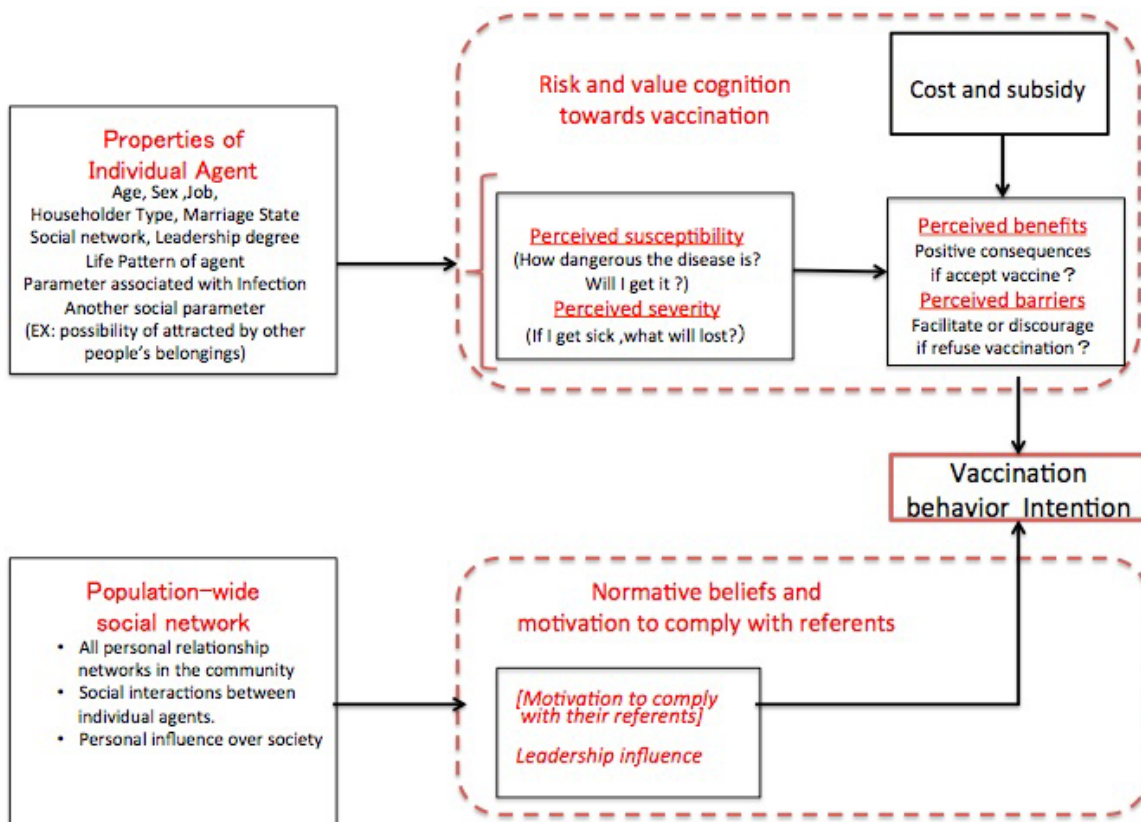 Properties of
Individual Agent
Age, Sex ,Job,
Householder Type, Marriage State
Social network, Leadership degree
Life Pattern of agent
Parameter associated with Infection
Another social parameter
(EX: possibility of attracted by other
people's belongings)
Risk and value cognition
towards vaccination
Cost and subsidy
Perceived susceptibility
(How dangerous the disease is?
Will I get it ?)
Perceived severity
(If I get sick ,what will lost?)
Perceived benefits
Positive consequences
if accept vaccine ?
Perceived barriers
Facilitate or discourage
if refuse vaccination ?
Vaccination
behavior Intention
Population-wide
social network
• All personal relationship
networks in the community
• Social interactions between
individual agents.
• Personal influence over society
Normative beliefs and
motivation to comply with referents
[Motivation to comply
with their referents]
Leadership influence